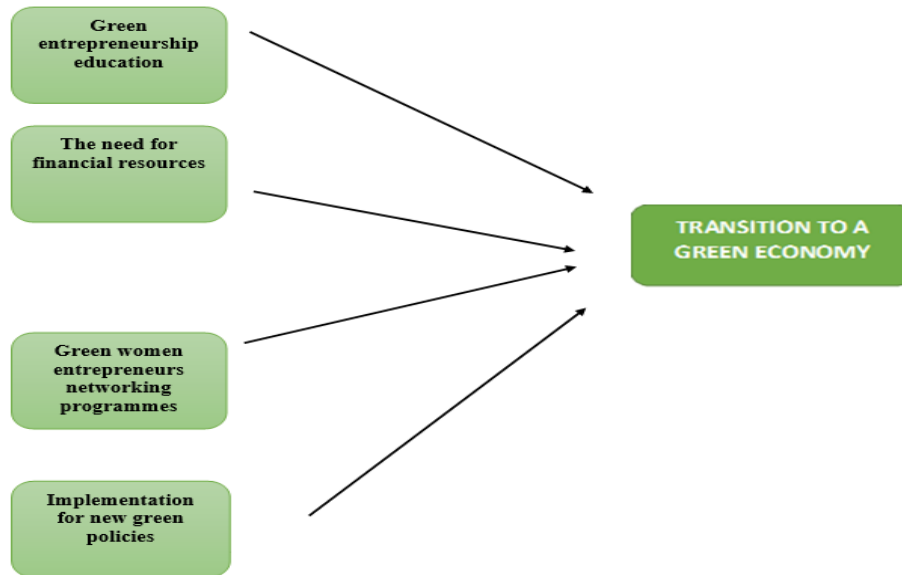 Green
entrepreneurship
education
The need for
financial resources
TRANSITION TO A
GREEN ECONOMY
Green women
entrepreneurs
networking
programmes
Implementation
for new green
policies